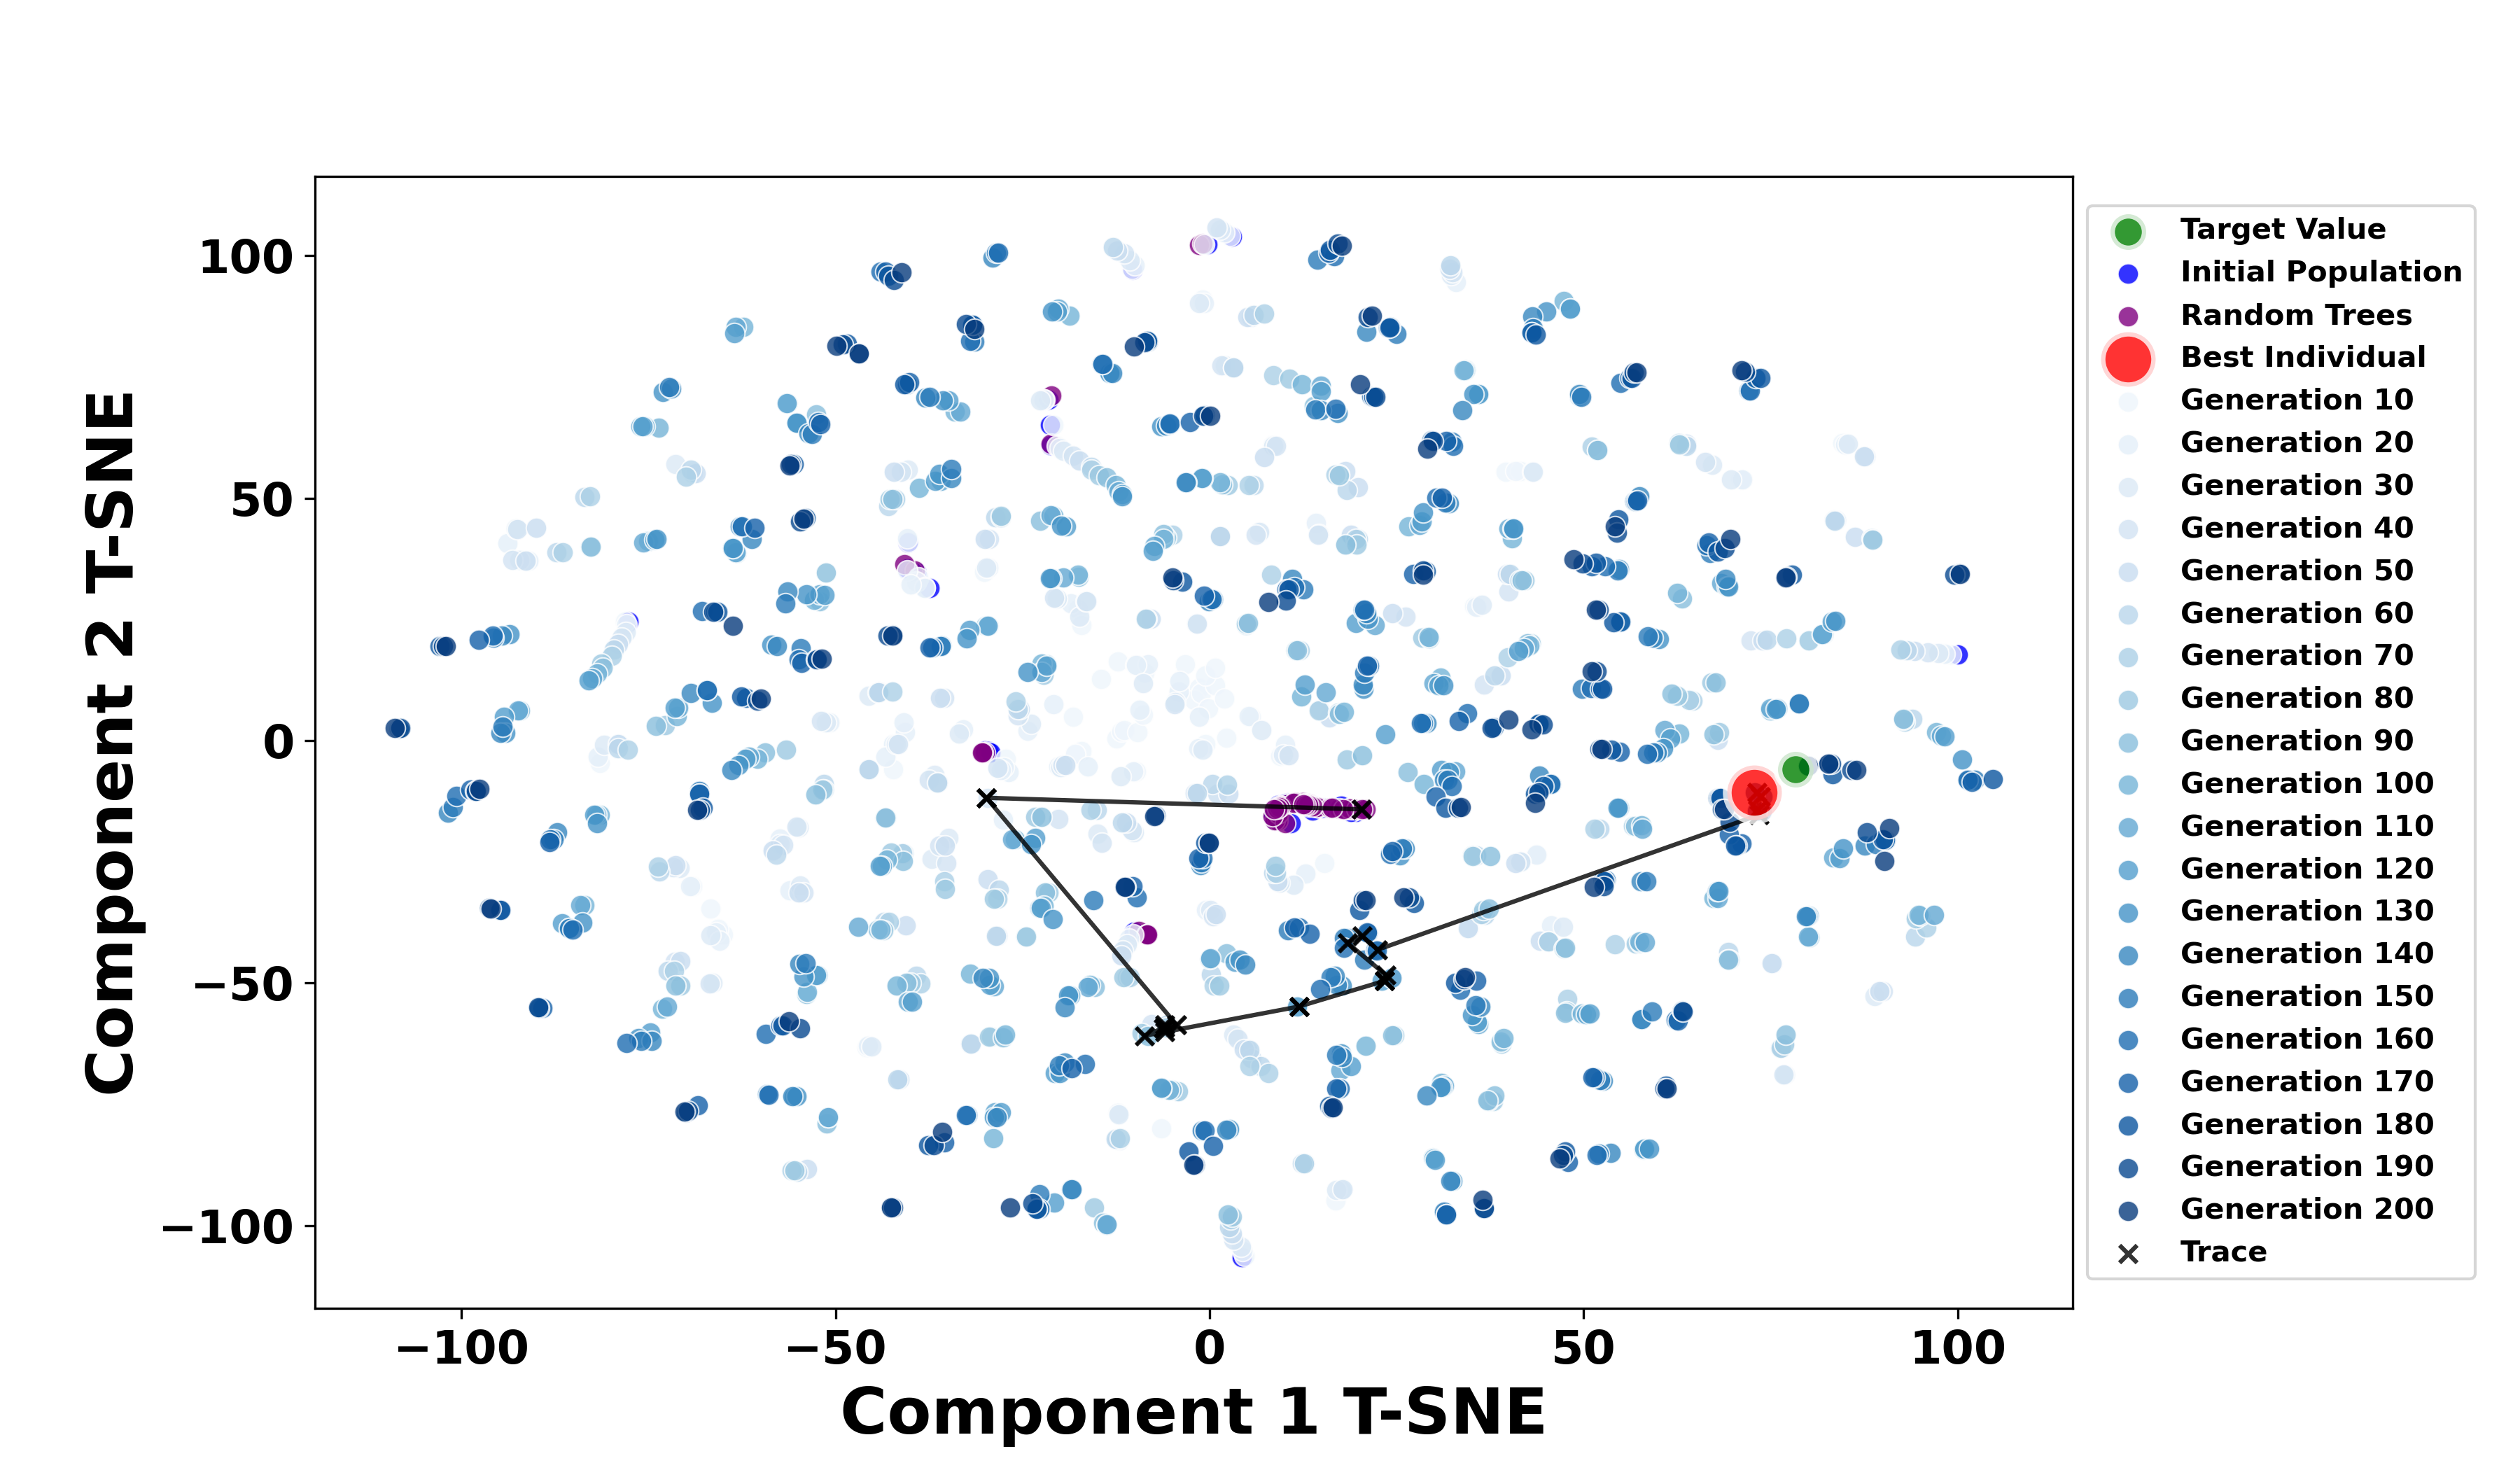 100
50
0
−50
−100
Component 2 T-SNE
−100
−50
0
50
100
Component 1 T-SNE
Target Value
Initial Population
Random Trees
Best Individual
Generation 10
Generation 20
Generation 30
Generation 40
Generation 50
Generation 60
Generation 70
Generation 80
Generation 90
Generation 100
Generation 110
Generation 120
Generation 130
Generation 140
Generation 150
Generation 160
Generation 170
Generation 180
Generation 190
Generation 200
Trace